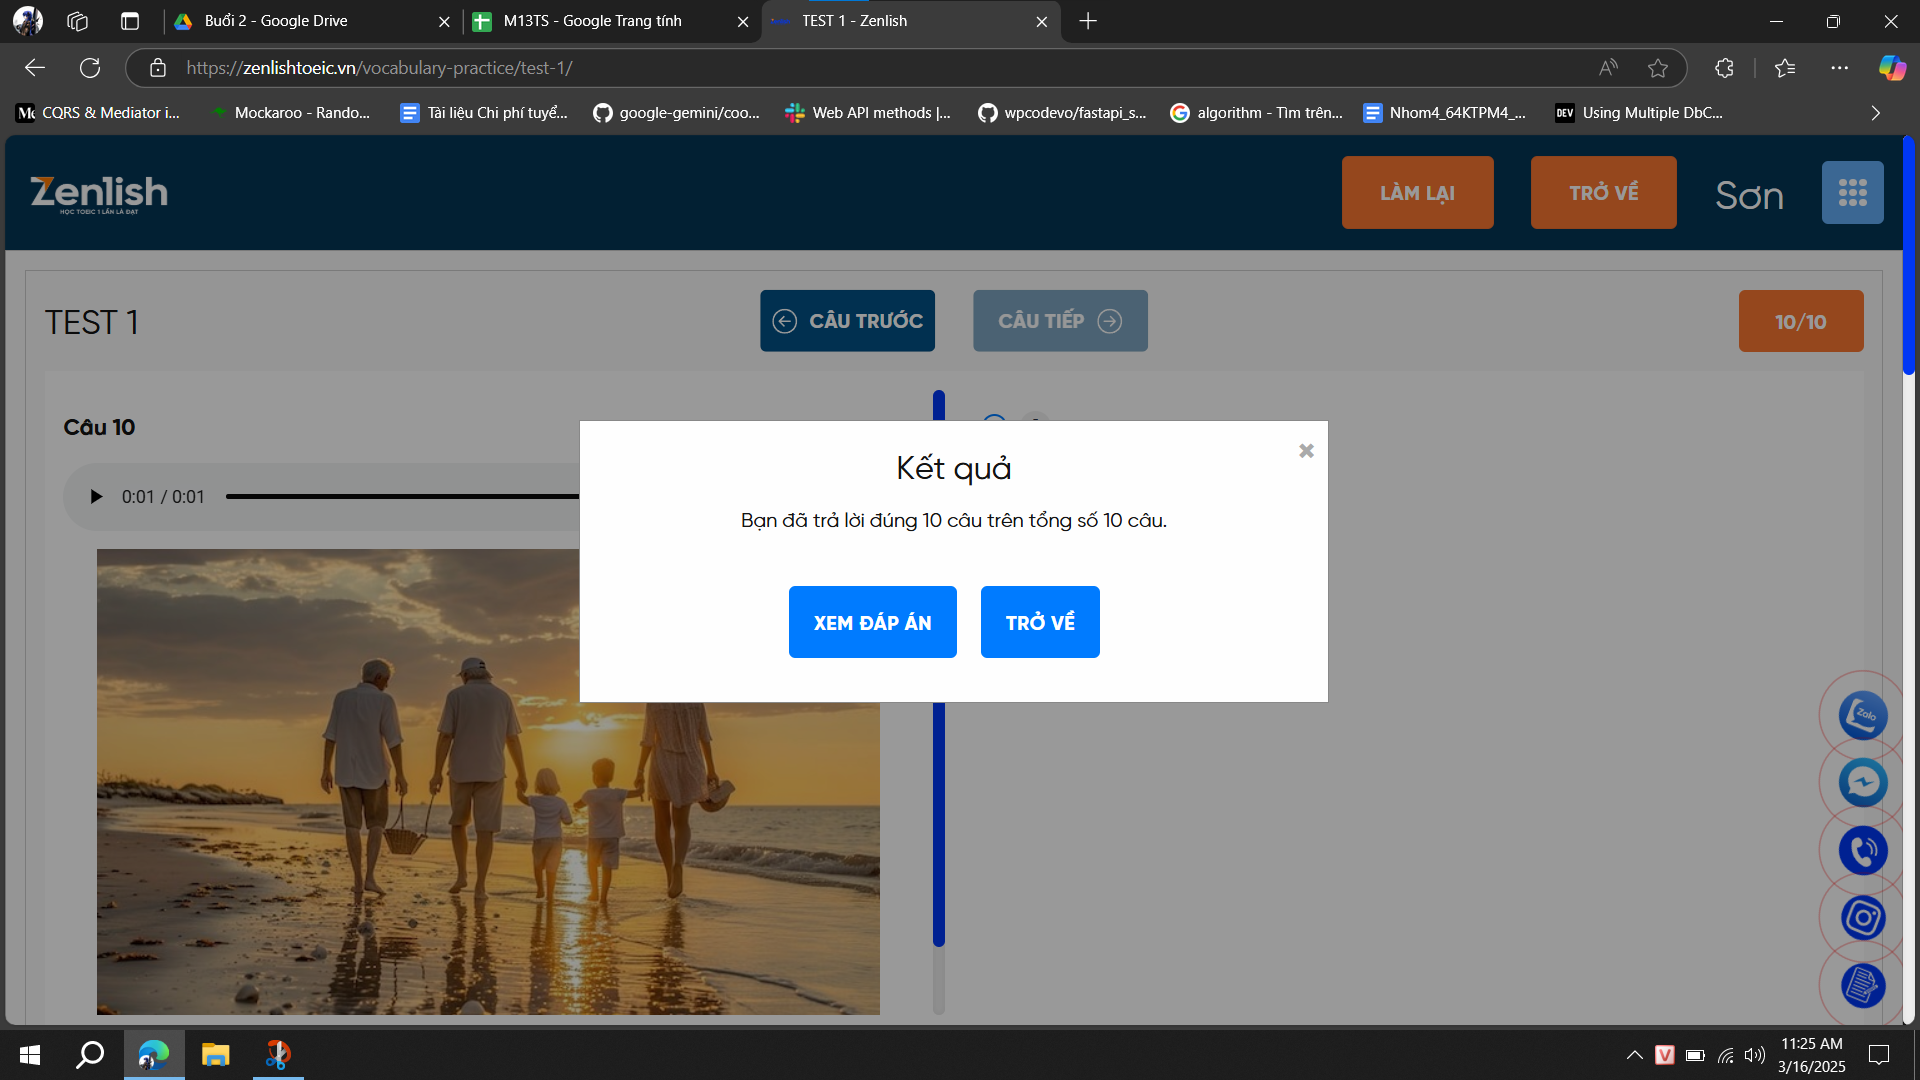 Buổi 2 - Google Drive
M13TS - Google Trang tính
TEST 1 - Zenlish
https://zenlishtoeic.vn/vocabulary-practice/test-1/
CQRS & Mediator i...
Mockaroo - Rando...
Tài liệu Chi phí tuyể...
google-gemini/coo...
Web API methods |...
wpcodevo/fastapi_s...
algorithm - Tìm trên...
Nhom4_64KTPM4_...
DEV
Using Multiple DbC...
Zenlish
HỌC TOEIC 1 LẦN LÀ ĐẠT
LÀM LẠI
TRỞ VỀ
Sơn
TEST 1
CÂU TRƯỚC
CÂU TIẾP
10/10
Câu 10
0:01 / 0:01
Kết quả
Bạn đã trả lời đúng 10 câu trên tổng số 10 câu.
XEM ĐÁP ÁN
TRỞ VỀ
Zalo
V
11:25 AM
3/16/2025